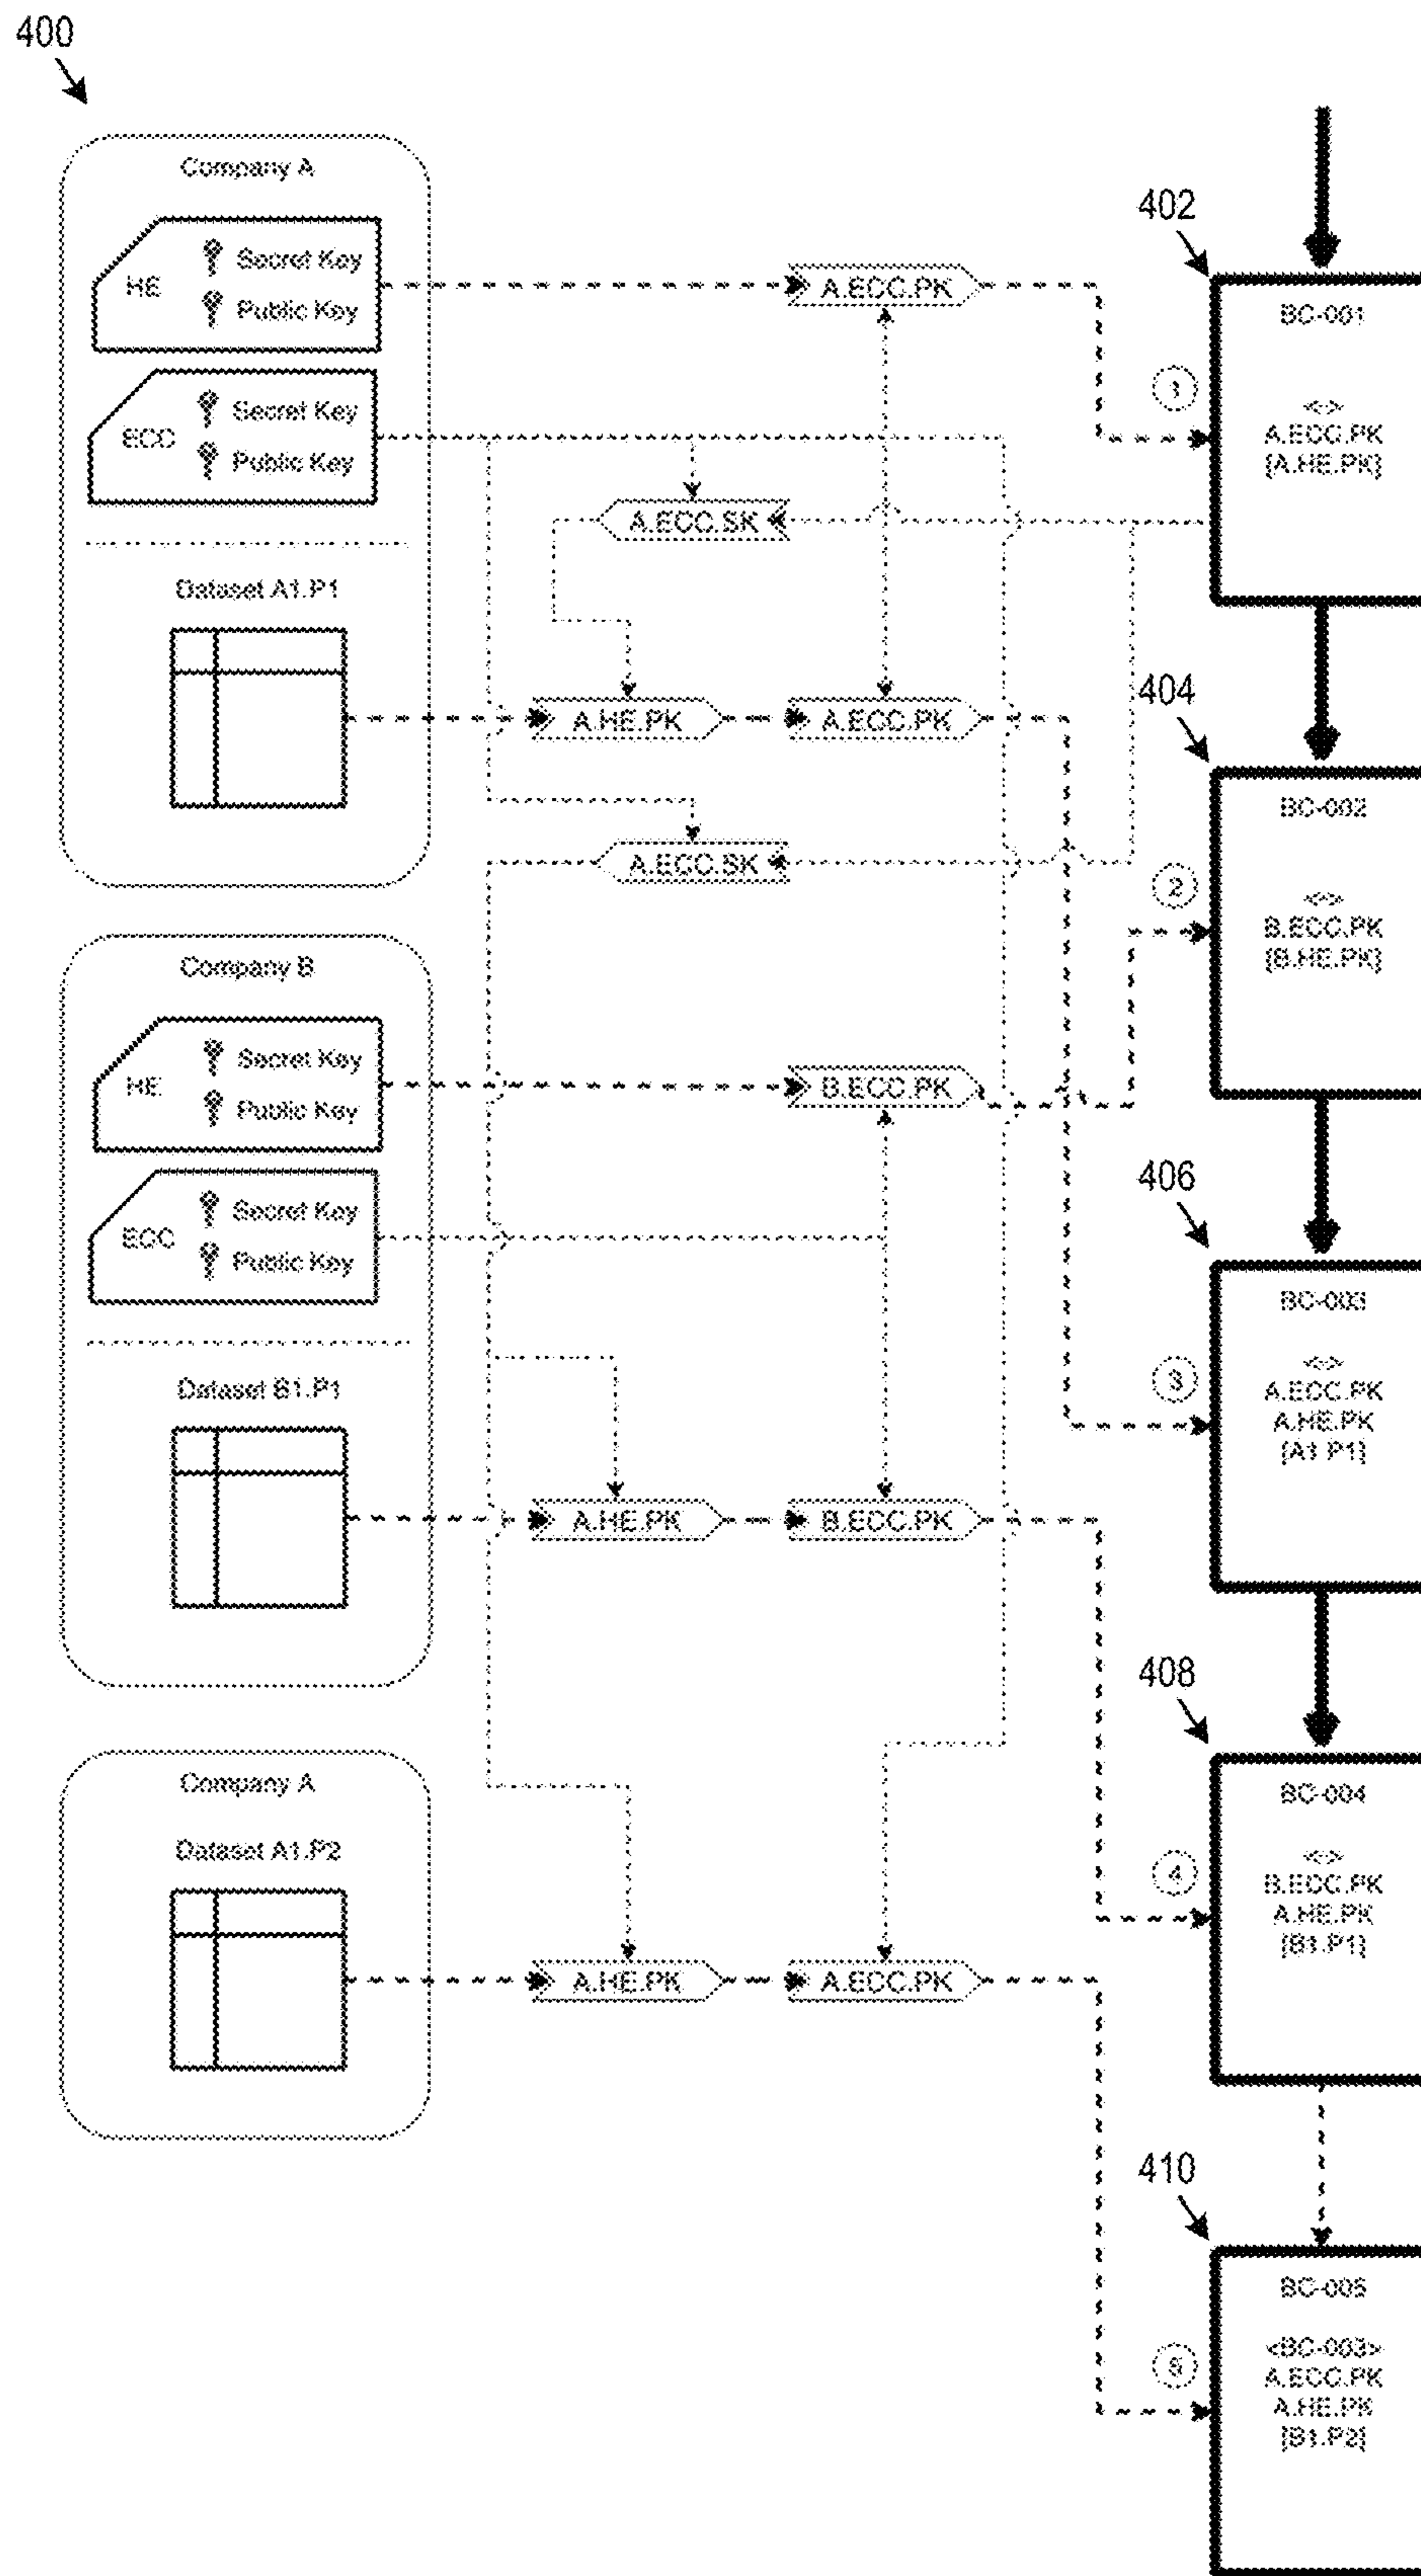 400
Company A
HE
Secret Key
Public Key
ECC
Secret Key
Public Key
Dataset A1.P1
A.ECC.PK
A.ECC.SK
A.HE.PK
A.ECC.PK
A.ECC.SK
Company B
HE
Secret Key
Public Key
ECC
Secret Key
Public Key
Dataset B1.P1
B.ECC.PK
A.HE.PK
B.ECC.PK
Company A
Dataset A1.P2
A.HE.PK
A.ECC.PK
402
1
BC-001
<->
A.ECC.PK
[A.HE.PK]
404
2
BC-002
<->
B.ECC.PK
[B.HE.PK]
406
3
BC-003
<->
A.ECC.PK
A.HE.PK
[A1.P1]
408
4
BC-004
<->
B.ECC.PK
A.HE.PK
[B1.P1]
410
5
BC-005
<BC-003>
A.ECC.PK
A.HE.PK
[B1.P2]